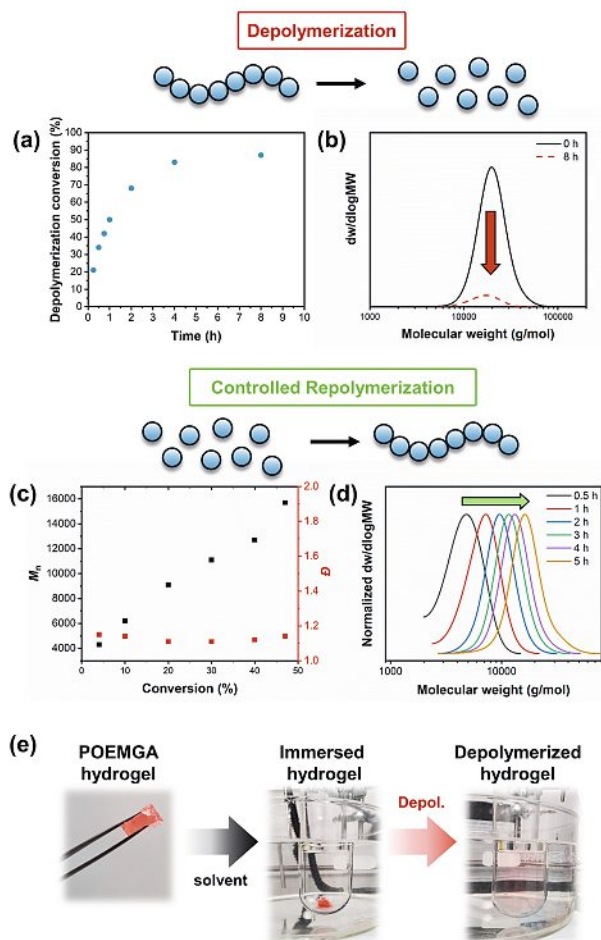 Depolymerization
(a)
Depolymerization conversion (%)
100
90
80
70
60
50
40
30
20
10
0
0 1 2 3 4 5 6 7 8 9 10
Time (h)
(b)
dw/dlogMW
0 h
8 h
1000 10000 100000
Molecular weight (g/mol)
Controlled Repolymerization
(c)
Mn
16000
14000
12000
10000
8000
6000
4000
2.0
1.8
1.6
1.4
1.2
1.0
Đ
0 10 20 30 40 50
Conversion (%)
(d)
Normalized dw/dlogMW
0.5 h
1 h
2 h
3 h
4 h
5 h
1000 10000
Molecular weight (g/mol)
(e)
POEMGA
hydrogel
solvent
Immersed
hydrogel
Depol.
Depolymerized
hydrogel